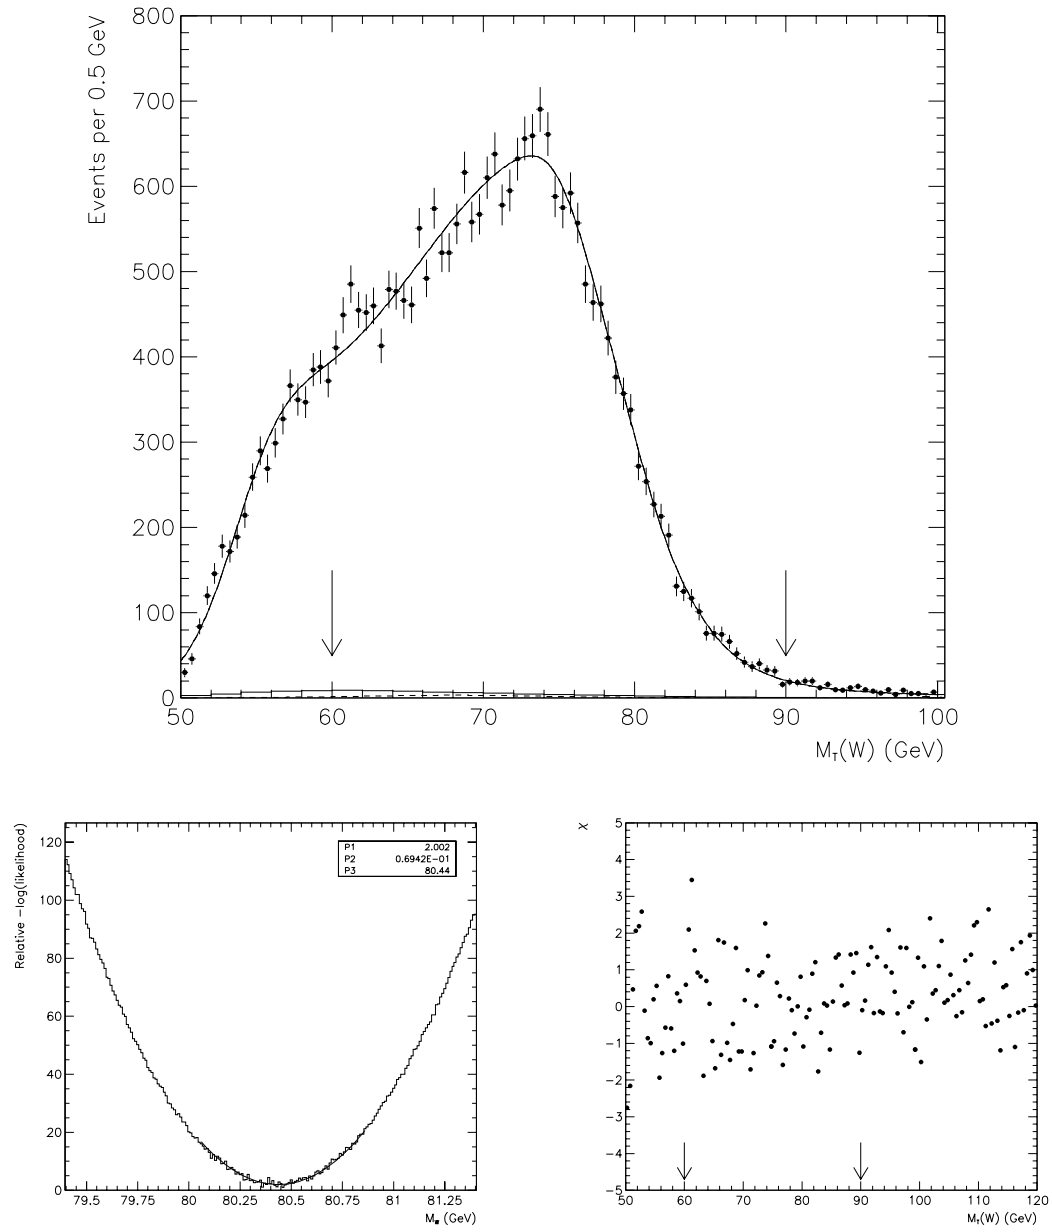 Events per 0.5 GeV
800
700
600
500
400
300
200
100
0
50 60 70 80 90 100
M_T(W) (GeV)
Relative -log(likelihood)
120
100
80
60
40
20
0
P1 2.002
P2 0.6942E-01
P3 80.44
79.5 79.75 80 80.25 80.5 80.75 81 81.25
M_W (GeV)
χ
5
4
3
2
1
0
-1
-2
-3
-4
-5
50 60 70 80 90 100 110 120
M_T(W) (GeV)